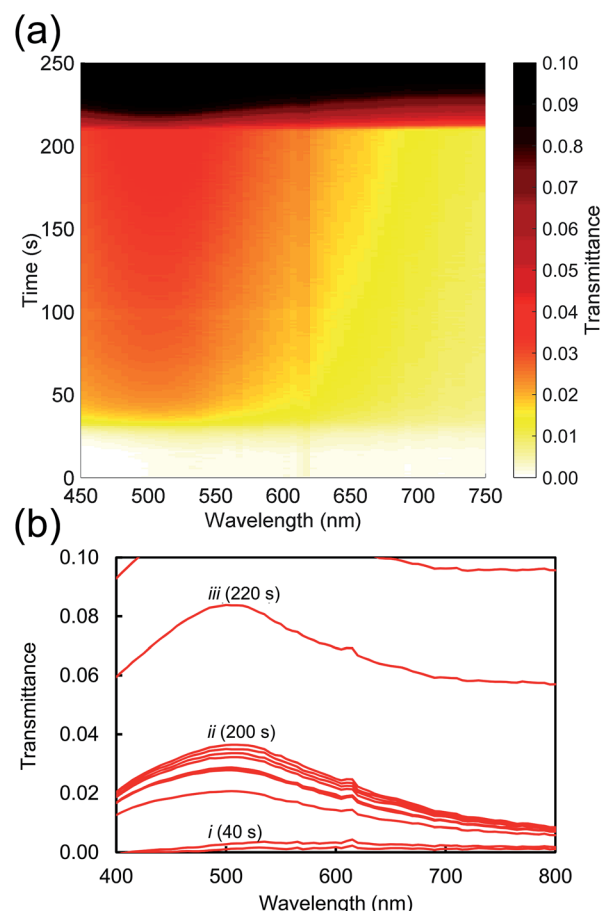 (a)
250
200
150
100
50
0
Time (s)
450 500 550 600 650 700 750
Wavelength (nm)
0.10
0.09
0.08
0.07
0.06
0.05
0.04
0.03
0.02
0.01
0.00
Transmittance
(b)
0.10
0.08
0.06
0.04
0.02
0.00
Transmittance
iii (220 s)
ii (200 s)
i (40 s)
400 500 600 700 800
Wavelength (nm)